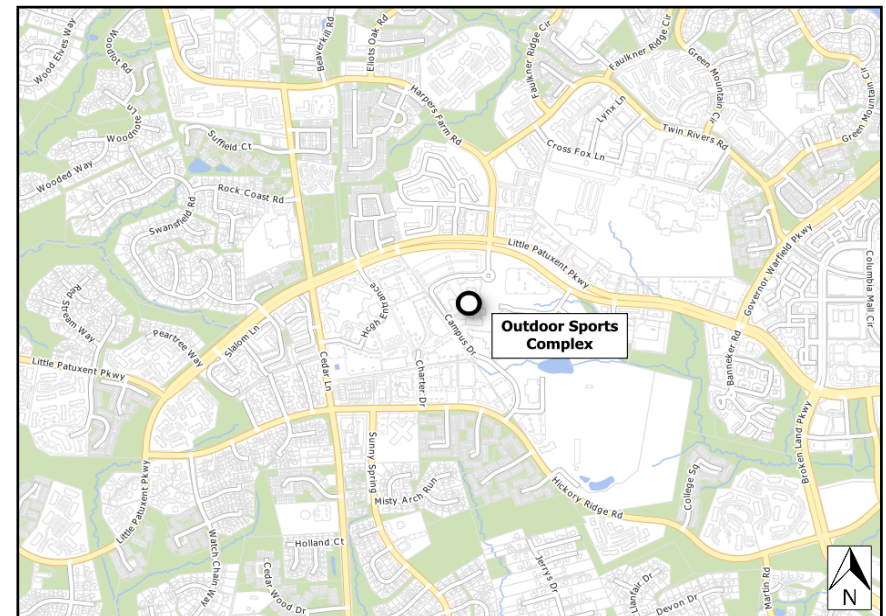 Wood Elves Way
Woodlot Rd
Beaverkill Rd
Eliots Oak Rd
Faulkner Ridge Cir
Faulkner Ridge Cir
Green Mountain Cir
Green Mountain Cir
Harpers Farm Rd
Lynx Ln
Twin Rivers Rd
Woodnote Ln
Suffield Ct
Cross Fox Ln
Wooded Way
Rock Coast Rd
Swansfield Rd
Little Patuxent Pkwy
Governor Warfield Pkwy
Columbia Mall Cir
Red Stream Way
Hcgh Entrance
Campus Dr
Outdoor Sports
Complex
Peartree Way
Slalom Ln
Little Patuxent Pkwy
Cedar Ln
Charter Dr
Banneker Rd
Broken Land Pkwy
Sunny Spring
Little Patuxent Pkwy
Misty Arch Run
Hickory Ridge Rd
College Sq
Watch Chain Way
Holland Ct
Cedar Wood Dr
Jerrys Dr
Devon Dr
Martin Rd
N